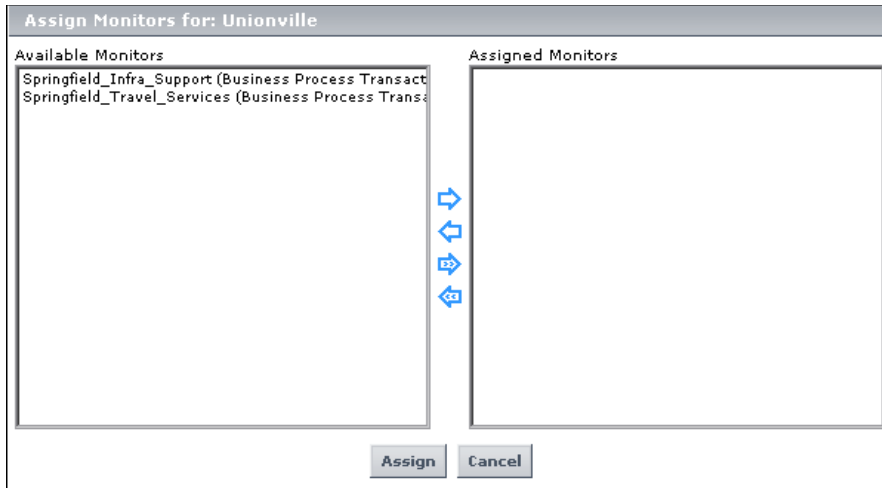 Assign Monitors for: Unionville
Available Monitors
Assigned Monitors
Springfield_Infra_Support (Business Process Transact
Springfield_Travel_Services (Business Process Transa
Assign
Cancel